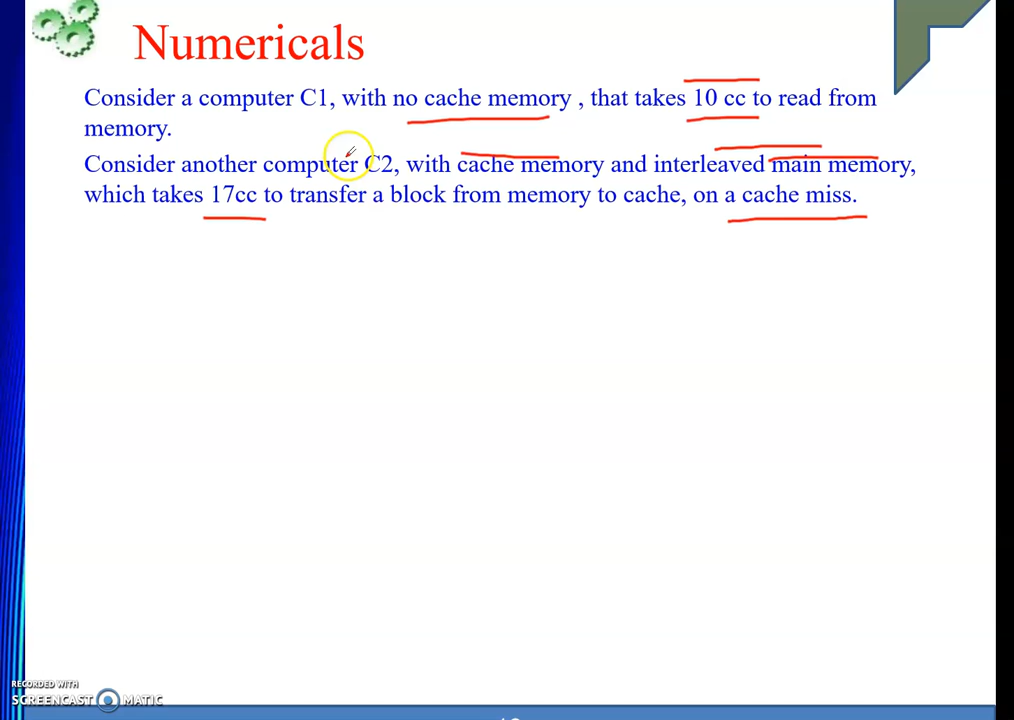 Numericals
Consider a computer C1, with no cache memory , that takes 10 cc to read from
memory.
Consider another computer C2, with cache memory and interleaved main memory,
which takes 17cc to transfer a block from memory to cache, on a cache miss.
RECORDED WITH
SCREENCAST MATIC